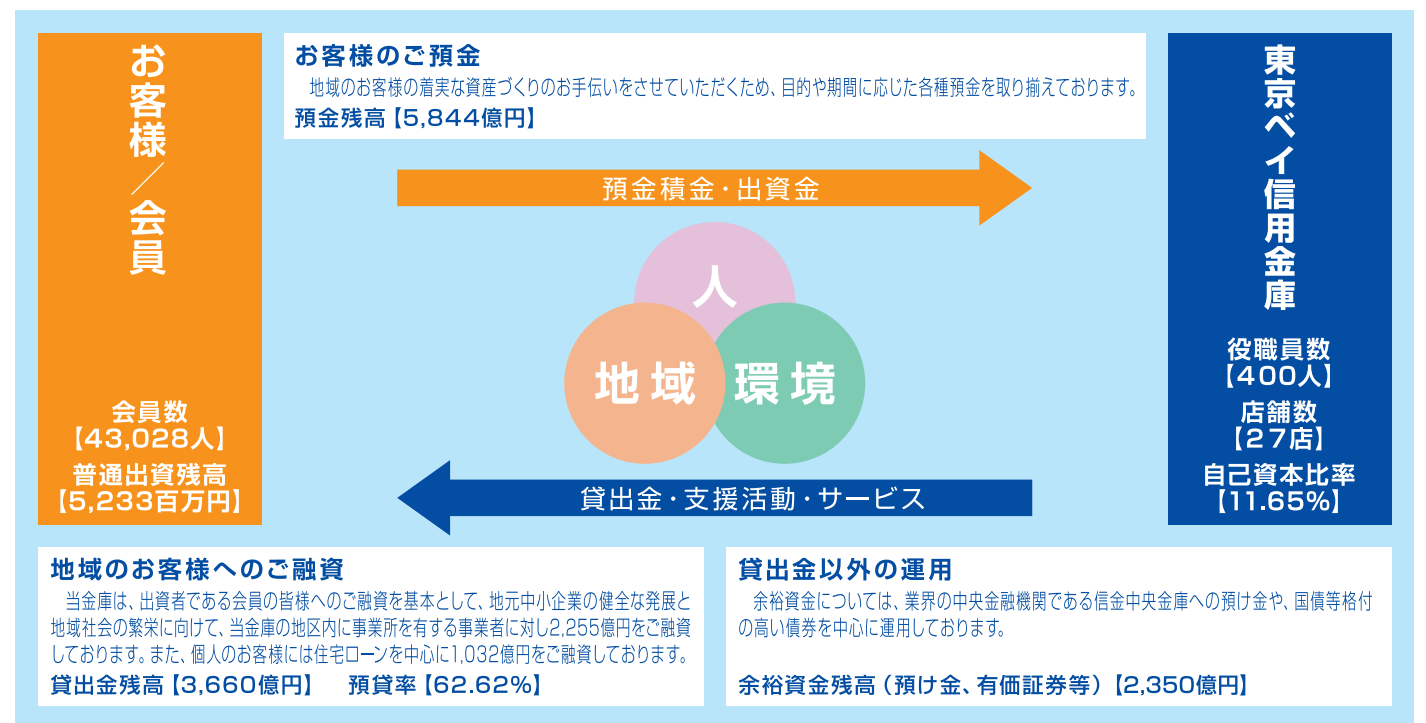 お客様／会員
会員数
【43,028人】
普通出資残高
【5,233百万円】
お客様のご預金
地域のお客様の着実な資産づくりのお手伝いをさせていただくため、目的や期間に応じた各種預金を取り揃えております。
預金残高【5,844億円】
預金積金・出資金
人
地域
環境
貸出金・支援活動・サービス
東京ベイ信用金庫
役職員数
【400人】
店舗数
【27店】
自己資本比率
【11.65%】
地域のお客様へのご融資
当金庫は、出資者である会員の皆様へのご融資を基本として、地元中小企業の健全な発展と
地域社会の繁栄に向けて、当金庫の地区内に事業所を有する事業者に対し2,255億円をご融資
しております。また、個人のお客様には住宅ローンを中心に1,032億円をご融資しております。
貸出金残高【3,660億円】　預貸率【62.62%】
貸出金以外の運用
余裕資金については、業界の中央金融機関である信金中央金庫への預け金や、国債等格付
の高い債券を中心に運用しております。
余裕資金残高（預け金、有価証券等）【2,350億円】